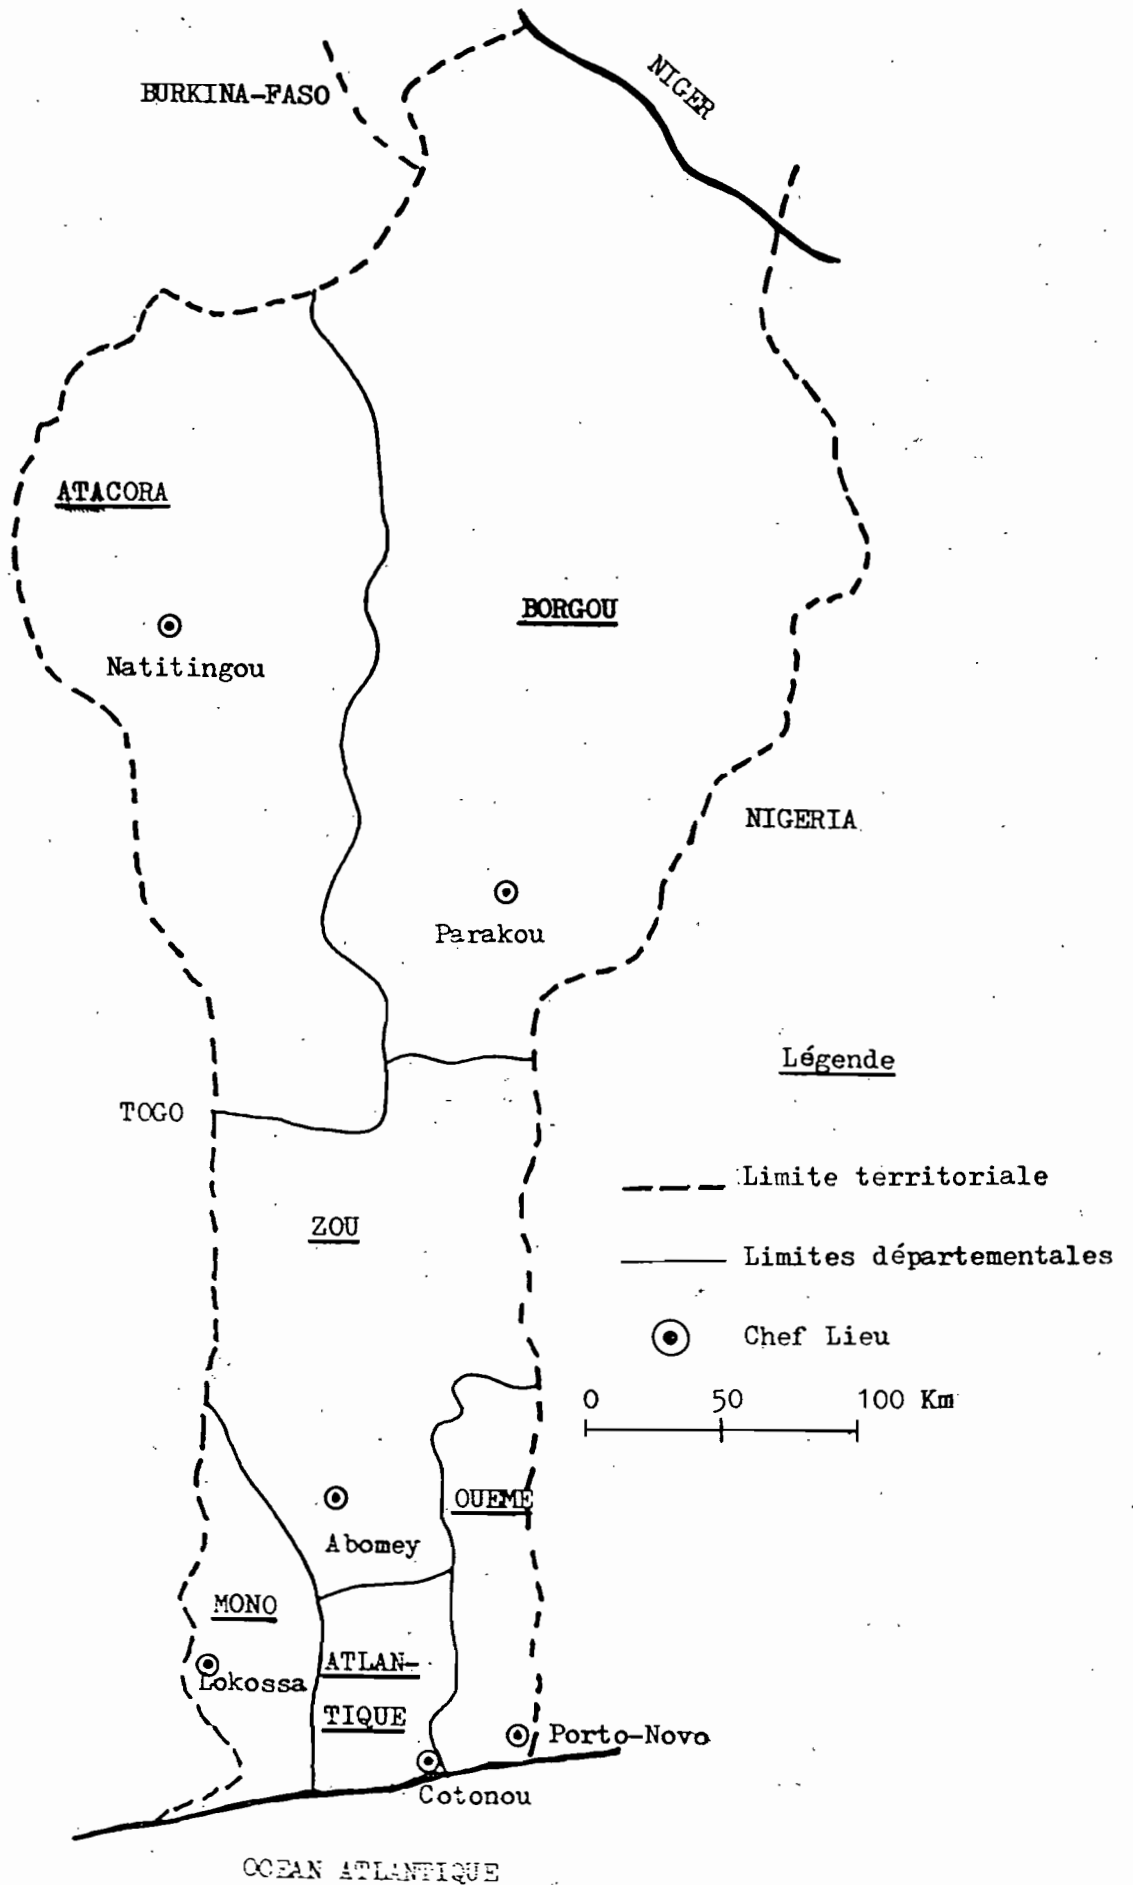 BURKINA-FASO
NIGER
ATACORA
BORGOU
Natitingou
NIGERIA
Parakou
Légende
TOGO
Limite territoriale
ZOU
Limites départementales
Chef Lieu
0 50 100 Km
OUEME
Abomey
MONO
ATLAN-
TIQUE
Lokossa
Porto-Novo
Cotonou
OCEAN ATLANTIQUE